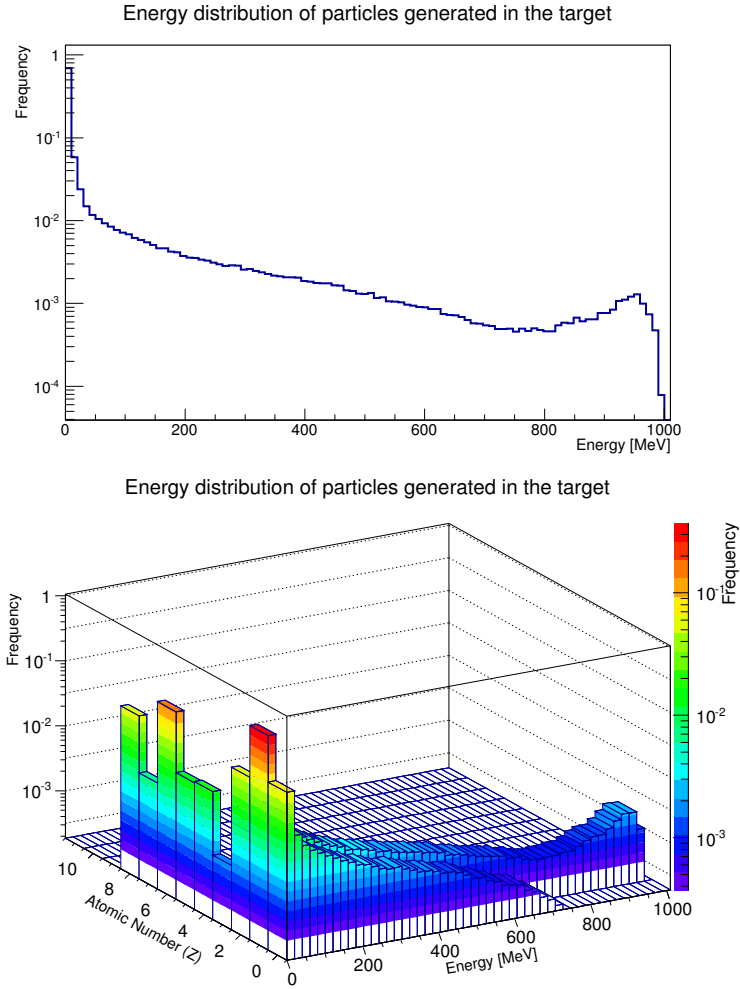 Energy distribution of particles generated in the target
Frequency
1
10⁻¹
10⁻²
10⁻³
10⁻⁴
0 200 400 600 800 1000
Energy [MeV]
Energy distribution of particles generated in the target
Frequency
1
10⁻¹
10⁻²
10⁻³
10 8 6 4 2 0
Atomic Number (Z)
0 200 400 600 800 1000
Energy [MeV]
Frequency
10⁻¹
10⁻²
10⁻³